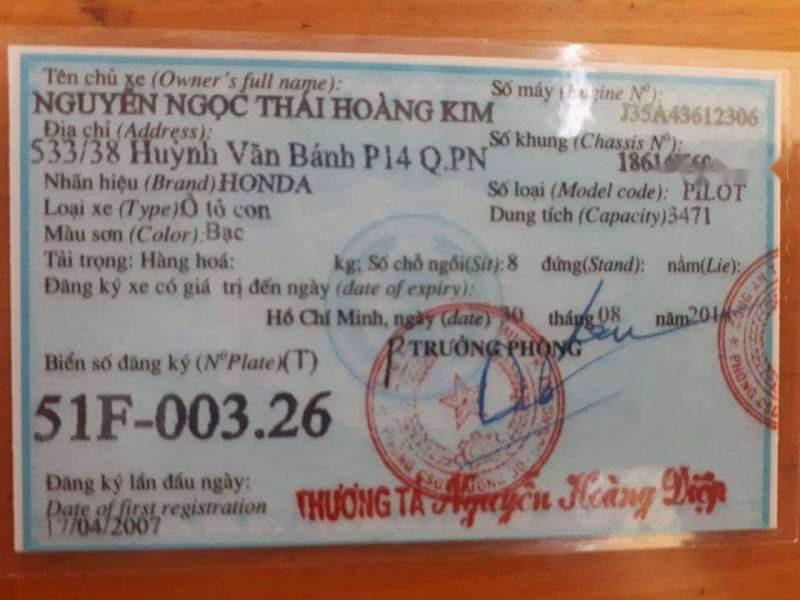 Tên chủ xe (Owner's full name):
NGUYỄN NGỌC THÁI HOÀNG KIM
Số máy (Engine Nº):
J35A43612306
Địa chỉ (Address):
533/38 Huỳnh Văn Bánh P14 Q.PN
Số khung (Chassis Nº):
Nhãn hiệu (Brand) HONDA
Số loại (Model code): PILOT
Loại xe (Type) Ô tô con
Dung tích (Capacity) 3471
Màu sơn (Color): Bạc
Tải trọng: Hàng hoá: kg; Số chỗ ngồi(Sit): 8 đứng(Stand): nằm(Lie):
Đăng ký xe có giá trị đến ngày (date of expiry):
Hồ Chí Minh, ngày (date) 30 tháng 08 năm
TRƯỞNG PHÒNG
Biển số đăng ký (NºPlate)(T)
51F-003.26
Đăng ký lần đầu ngày:
Date of first registration
17/04/2007
THƯỢNG TÁ Nguyễn Hoàng Diệp